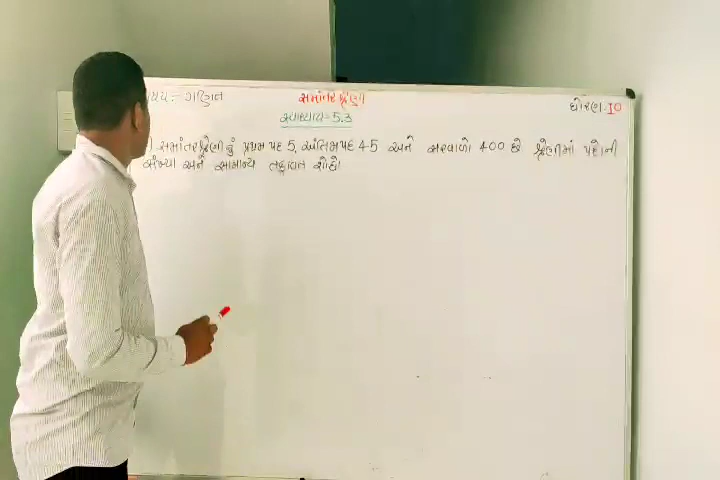 વિષય:- ગણિત
સમાંતર શ્રેણી
ધોરણ:10
સ્વાધ્યાય-5.3
સમાંતર શ્રેણીનું પ્રથમ પદ 5, અંતિમ પદ 45 અને સરવાળો 400 છે શ્રેણીમાં પદોની
સંખ્યા અને સામાન્ય તફાવત શોધો